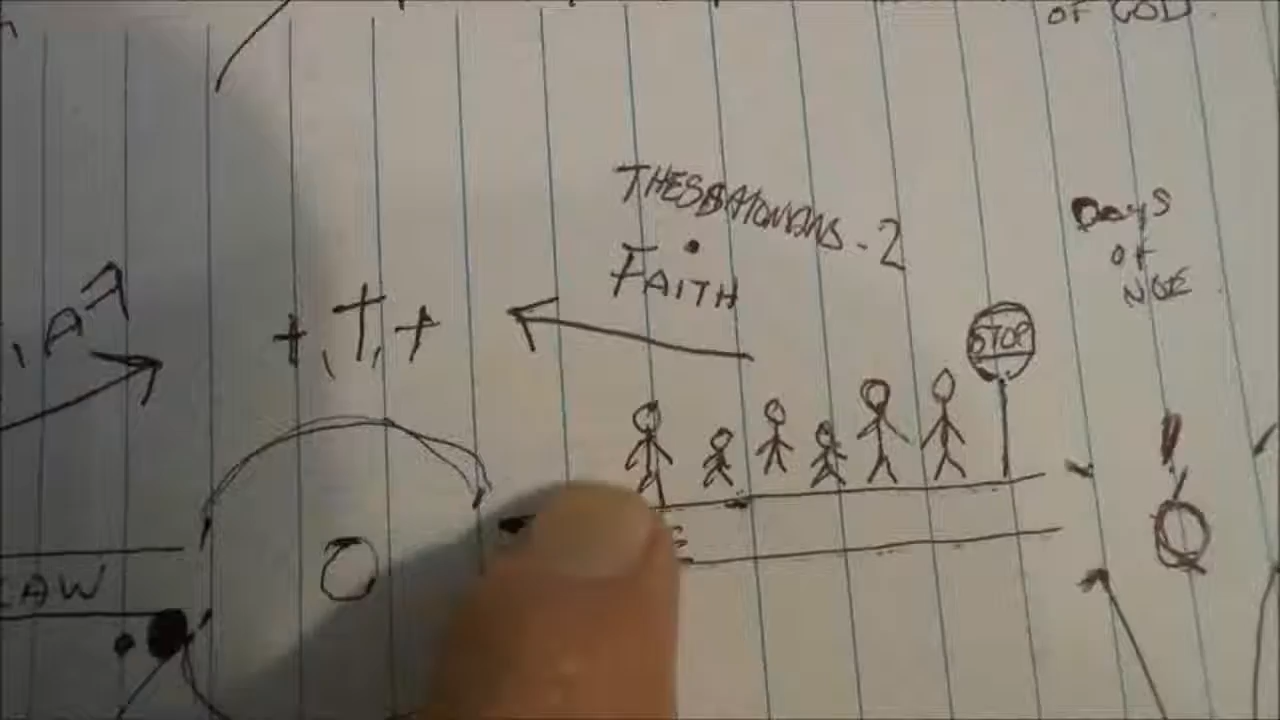 OF GOD
THESSALONIANS - 2
FAITH
DAYS
OF
NOE
STOP
LAW